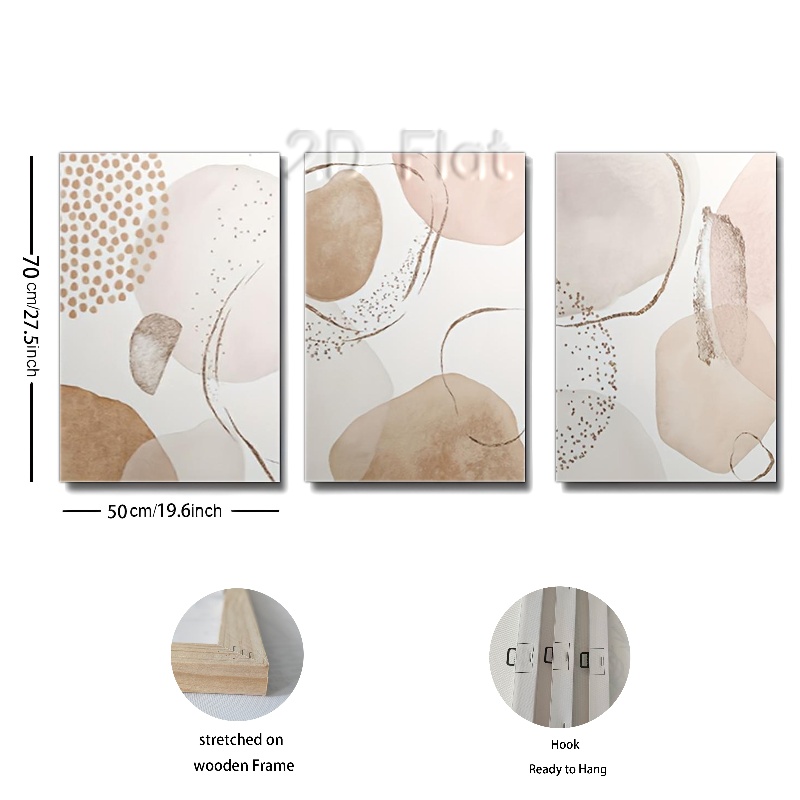 2D Flat
70 cm/27.5inch
50cm/19.6inch
stretched on
wooden Frame
Hook
Ready to Hang